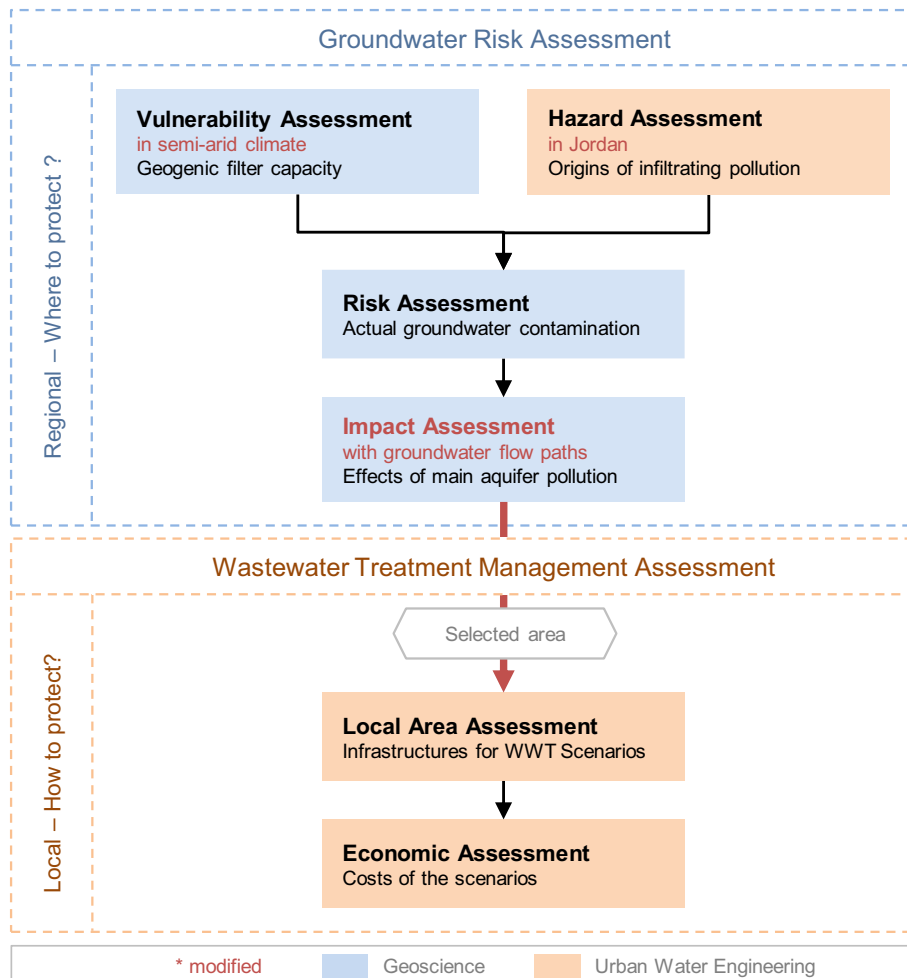 Groundwater Risk Assessment
Regional – Where to protect ?
Vulnerability Assessment
in semi-arid climate
Geogenic filter capacity
Hazard Assessment
in Jordan
Origins of infiltrating pollution
Risk Assessment
Actual groundwater contamination
Impact Assessment
with groundwater flow paths
Effects of main aquifer pollution
Wastewater Treatment Management Assessment
Local – How to protect?
Selected area
Local Area Assessment
Infrastructures for WWT Scenarios
Economic Assessment
Costs of the scenarios
* modified
Geoscience
Urban Water Engineering